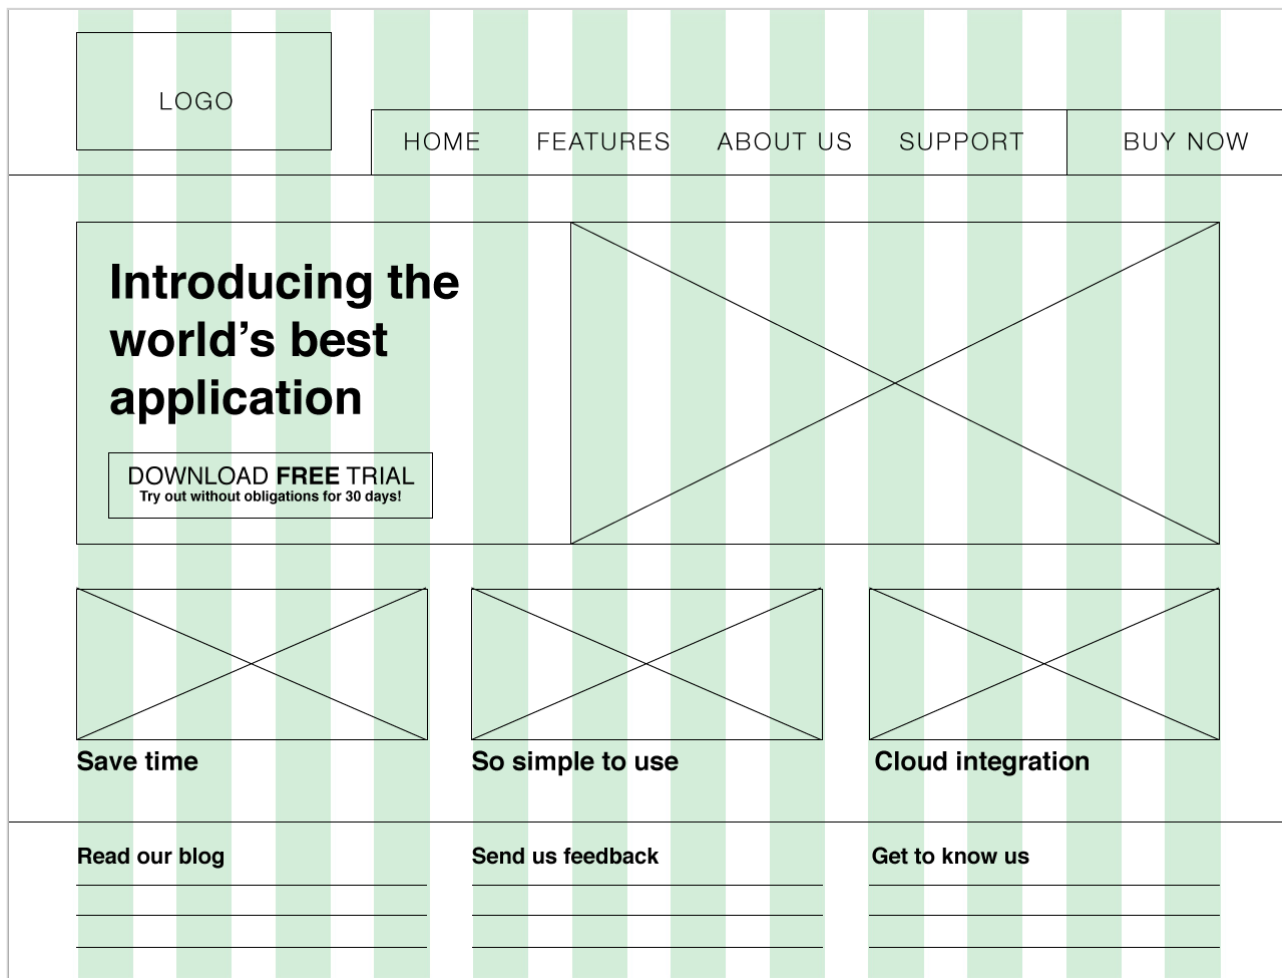 LOGO
HOME FEATURES ABOUT US SUPPORT BUY NOW
Introducing the
world’s best
application
DOWNLOAD FREE TRIAL
Try out without obligations for 30 days!
Save time
So simple to use
Cloud integration
Read our blog
Send us feedback
Get to know us